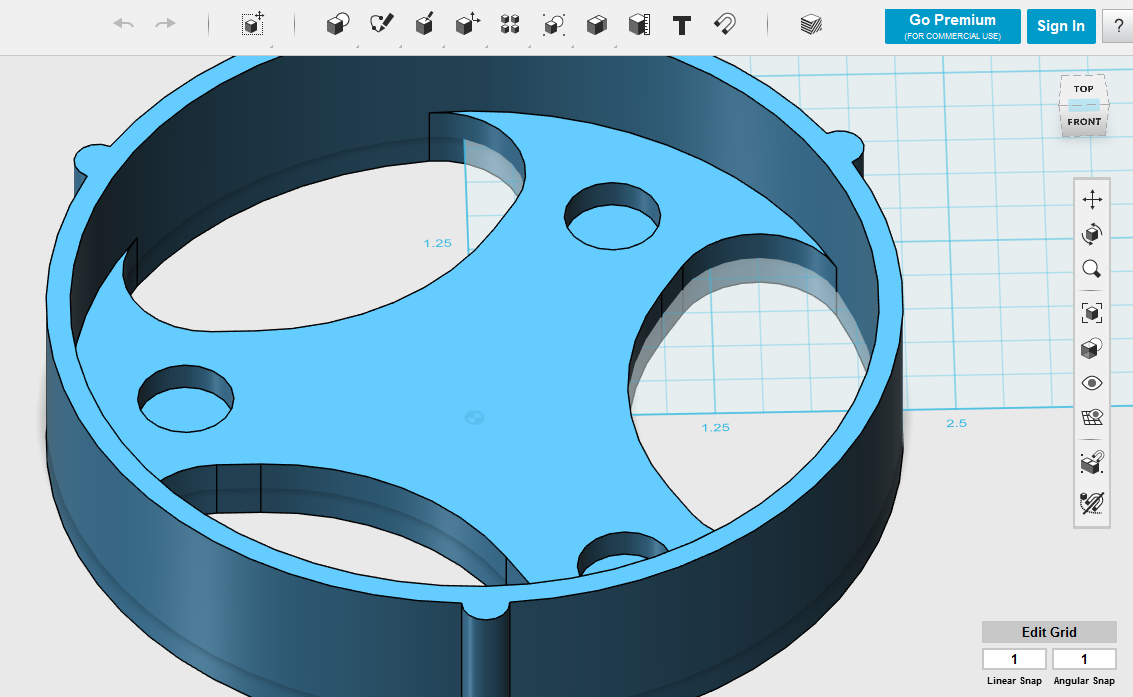 Go Premium
(FOR COMMERCIAL USE)
Sign In
?
TOP
FRONT
1.25
1.25
2.5
Edit Grid
1 1
Linear Snap Angular Snap